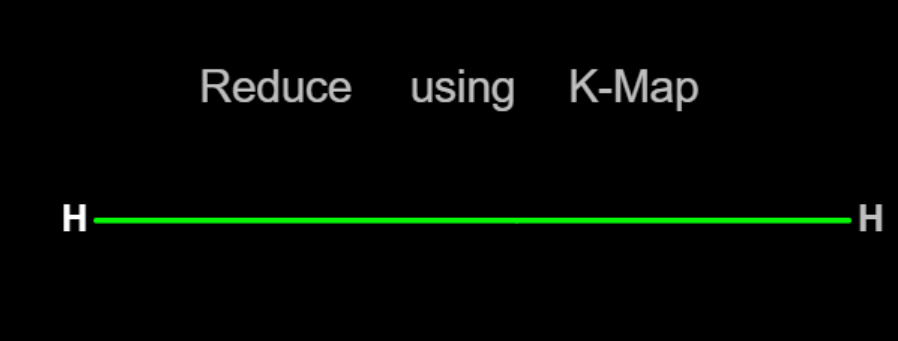 Reduce using K-Map
H H